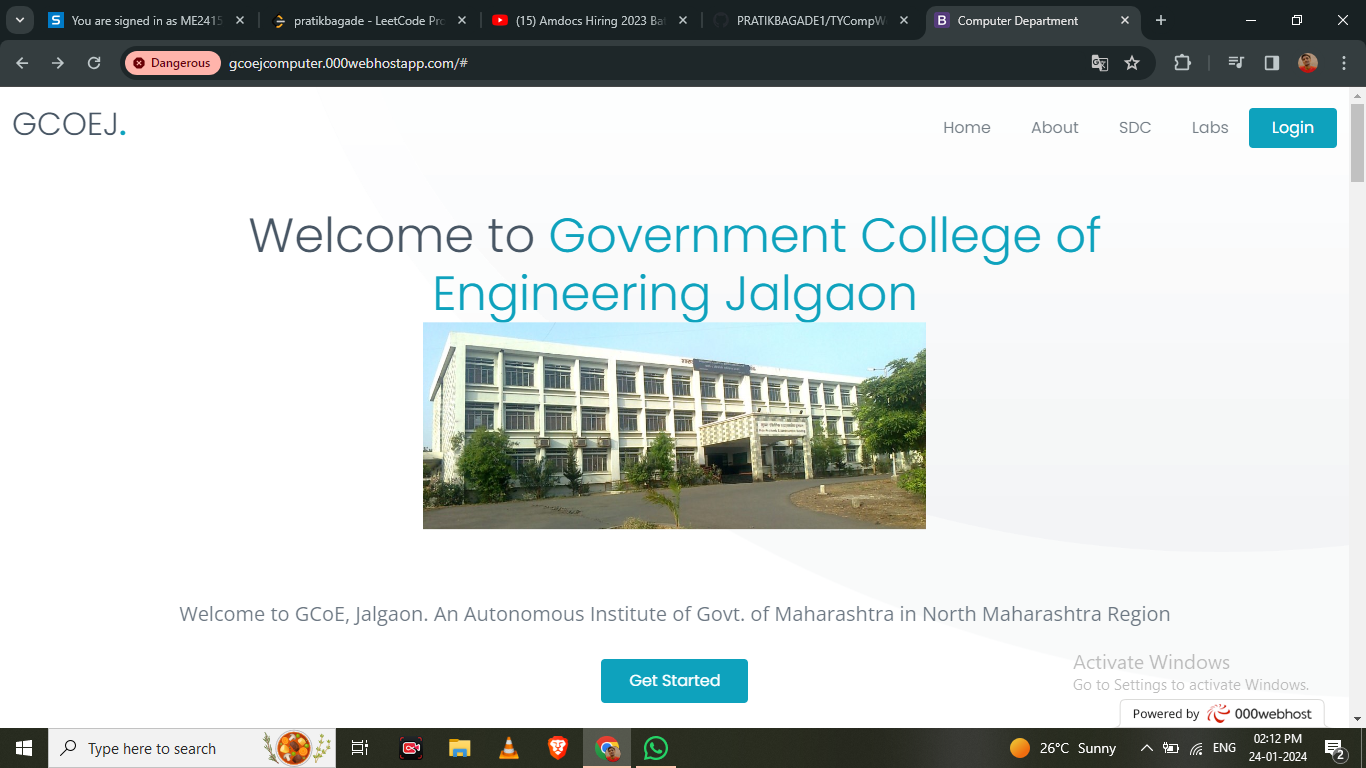 You are signed in as ME2415
pratikbagade - LeetCode Pro
(15) Amdocs Hiring 2023 Bat
PRATIKBAGADE1/TYCompW
Computer Department
Dangerous
gcoejcomputer.000webhostapp.com/#
GCOEJ.
Home
About
SDC
Labs
Login
Welcome to Government College of
Engineering Jalgaon
Welcome to GCoE, Jalgaon. An Autonomous Institute of Govt. of Maharashtra in North Maharashtra Region
Get Started
Activate Windows
Go to Settings to activate Windows.
Powered by 000webhost
Type here to search
26°C Sunny
ENG
02:12 PM
24-01-2024
2